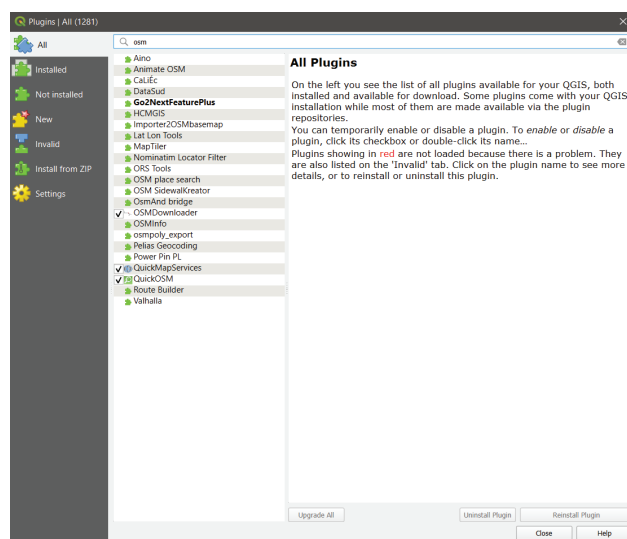 Plugins | All (1281)
All
Installed
Not installed
New
Invalid
Install from ZIP
Settings
osm
Aino
Animate OSM
CaLiÉc
DataSud
Go2NextFeaturePlus
HCMGIS
Importer2OSMbasemap
Lat Lon Tools
MapTiler
Nominatim Locator Filter
ORS Tools
OSM place search
OSM SidewalKreator
OsmAnd bridge
OSMDownloader
OSMInfo
osmpoly_export
Pelias Geocoding
Power Pin PL
QuickMapServices
QuickOSM
Route Builder
Valhalla
All Plugins
On the left you see the list of all plugins available for your QGIS, both
installed and available for download. Some plugins come with your QGIS
installation while most of them are made available via the plugin
repositories.
You can temporarily enable or disable a plugin. To enable or disable a
plugin, click its checkbox or double-click its name...
Plugins showing in red are not loaded because there is a problem. They
are also listed on the 'Invalid' tab. Click on the plugin name to see more
details, or to reinstall or uninstall this plugin.
Upgrade All
Uninstall Plugin
Reinstall Plugin
Close
Help